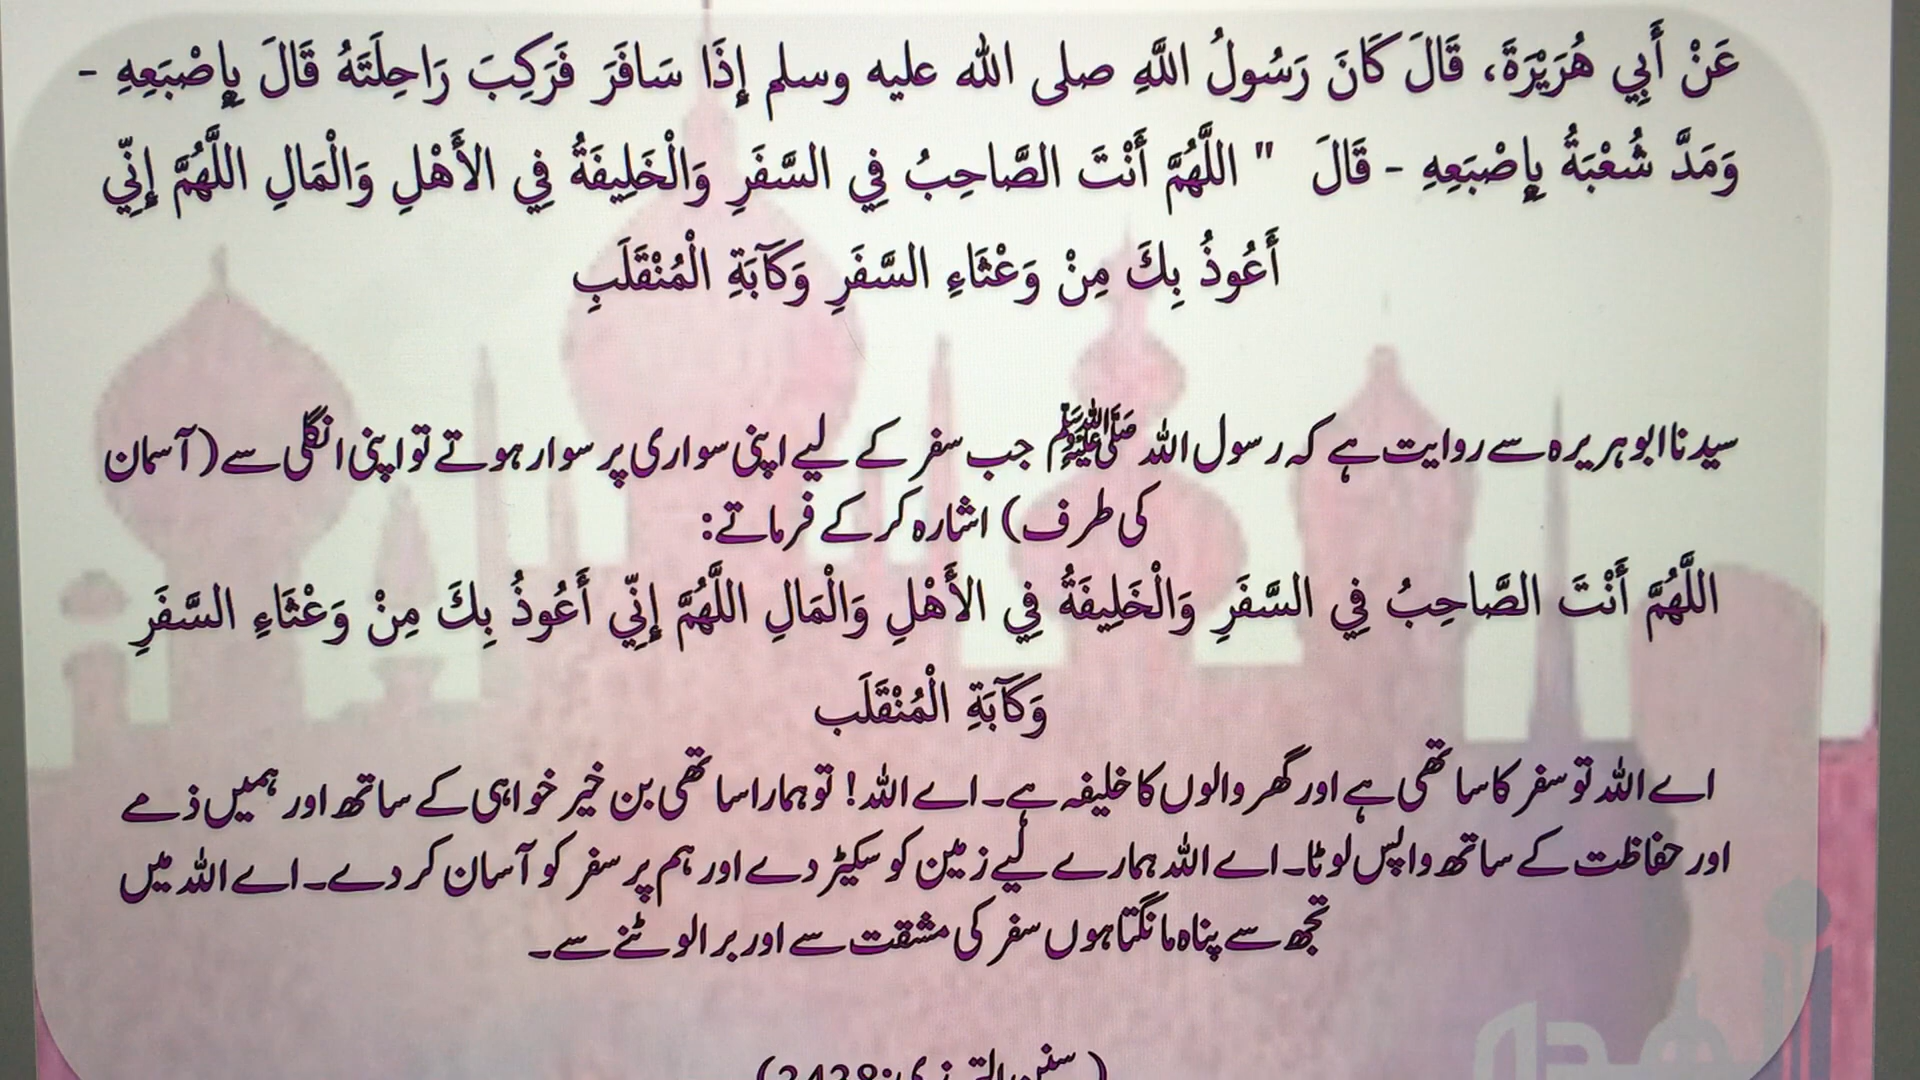 عَنْ أَبِي هُرَيْرَةَ، قَالَ كَانَ رَسُولُ اللَّهِ صلى الله عليه وسلم إِذَا سَافَرَ فَرَكِبَ رَاحِلَتَهُ قَالَ بِإِصْبَعِهِ -
وَمَدَّ شُعْبَةُ بِإِصْبَعِهِ - قَالَ " اللَّهُمَّ أَنْتَ الصَّاحِبُ فِي السَّفَرِ وَالْخَلِيفَةُ فِي الأَهْلِ وَالْمَالِ اللَّهُمَّ إِنِّي
أَعُوذُ بِكَ مِنْ وَعْثَاءِ السَّفَرِ وَكَآبَةِ الْمُنْقَلَبِ
سیدنا ابو ہریرہ سے روایت ہے کہ رسول اللہ ﷺ جب سفر کے لیے اپنی سواری پر سوار ہوتے تو اپنی انگلی سے (آسمان
کی طرف) اشارہ کر کے فرماتے:
اللَّهُمَّ أَنْتَ الصَّاحِبُ فِي السَّفَرِ وَالْخَلِيفَةُ فِي الأَهْلِ وَالْمَالِ اللَّهُمَّ إِنِّي أَعُوذُ بِكَ مِنْ وَعْثَاءِ السَّفَرِ
وَكَآبَةِ الْمُنْقَلَب
اے اللہ تو سفر کا ساتھی ہے اور گھر والوں کا خلیفہ ہے۔ اے اللہ! تو ہمارا ساتھی بن خیر خواہی کے ساتھ اور ہمیں ذمے
اور حفاظت کے ساتھ واپس لوٹا۔ اے اللہ ہمارے لیے زمین کو سکیڑ دے اور ہم پر سفر کو آسان کر دے۔ اے اللہ میں
تجھ سے پناہ مانگتا ہوں سفر کی مشقت سے اور برا لوٹنے سے۔